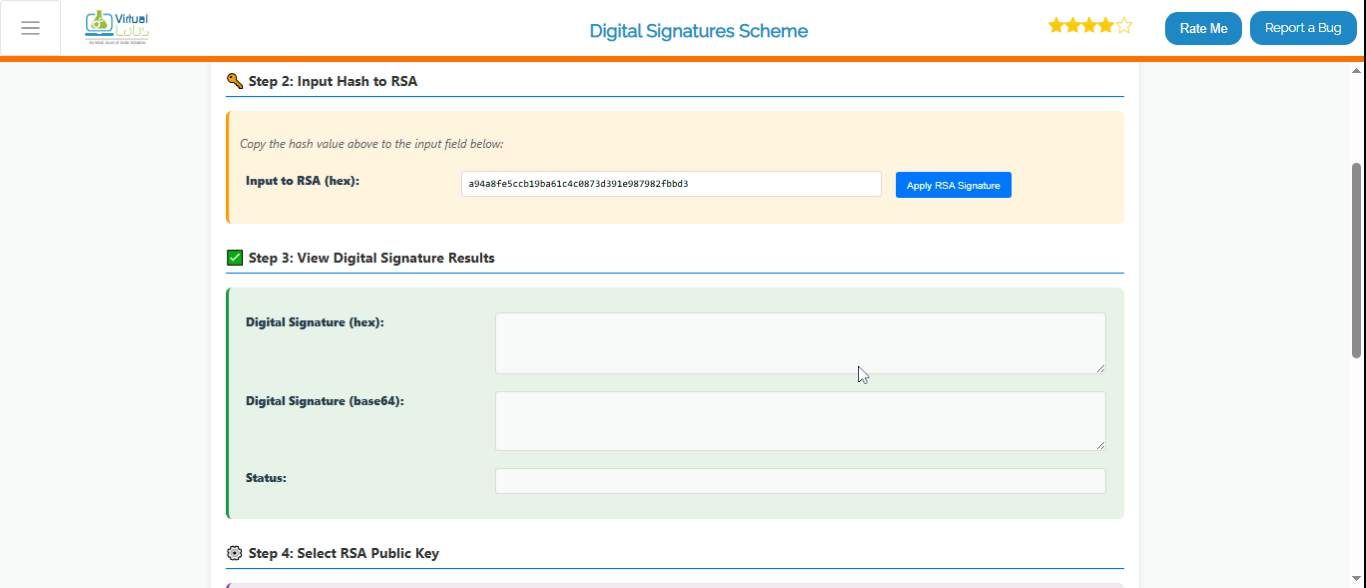 Virtual
Labs
Digital Signatures Scheme
Rate Me
Report a Bug
Step 2: Input Hash to RSA
Copy the hash value above to the input field below:
Input to RSA (hex):
a94a8fe5ccb19ba61c4c0873d391e987982fbbd3
Apply RSA Signature
Step 3: View Digital Signature Results
Digital Signature (hex):
Digital Signature (base64):
Status:
Step 4: Select RSA Public Key